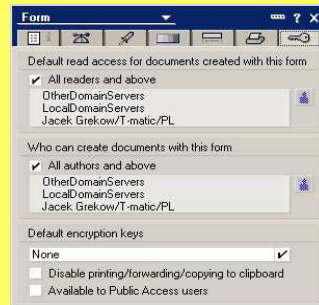 Form
Default read access for documents created with this form
All readers and above
OtherDomainServers
LocalDomainServers
Jacek Grekow/T-matic/PL
Who can create documents with this form
All authors and above
OtherDomainServers
LocalDomainServers
Jacek Grekow/T-matic/PL
Default encryption keys
None
Disable printing/forwarding/copying to clipboard
Available to Public Access users